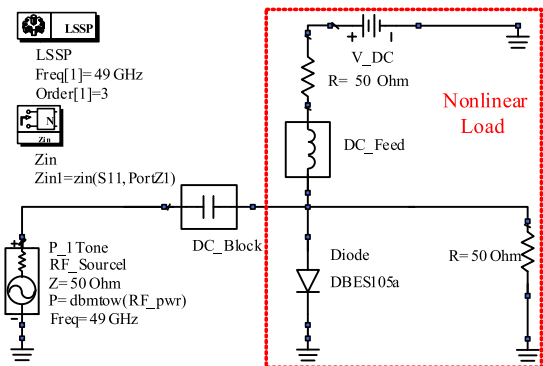 LSSP
LSSP
Freq[1]= 49 GHz
Order[1]=3
N
Zin
Zin
Zin1=zin(S11, PortZ1)
+
P_1Tone
RF_Source1
Z= 50 Ohm
P= dbmtow(RF_pwr)
Freq= 49 GHz
-
DC_Block
+ -
V_DC
R= 50 Ohm
DC_Feed
Nonlinear
Load
Diode
DBES105a
R= 50 Ohm